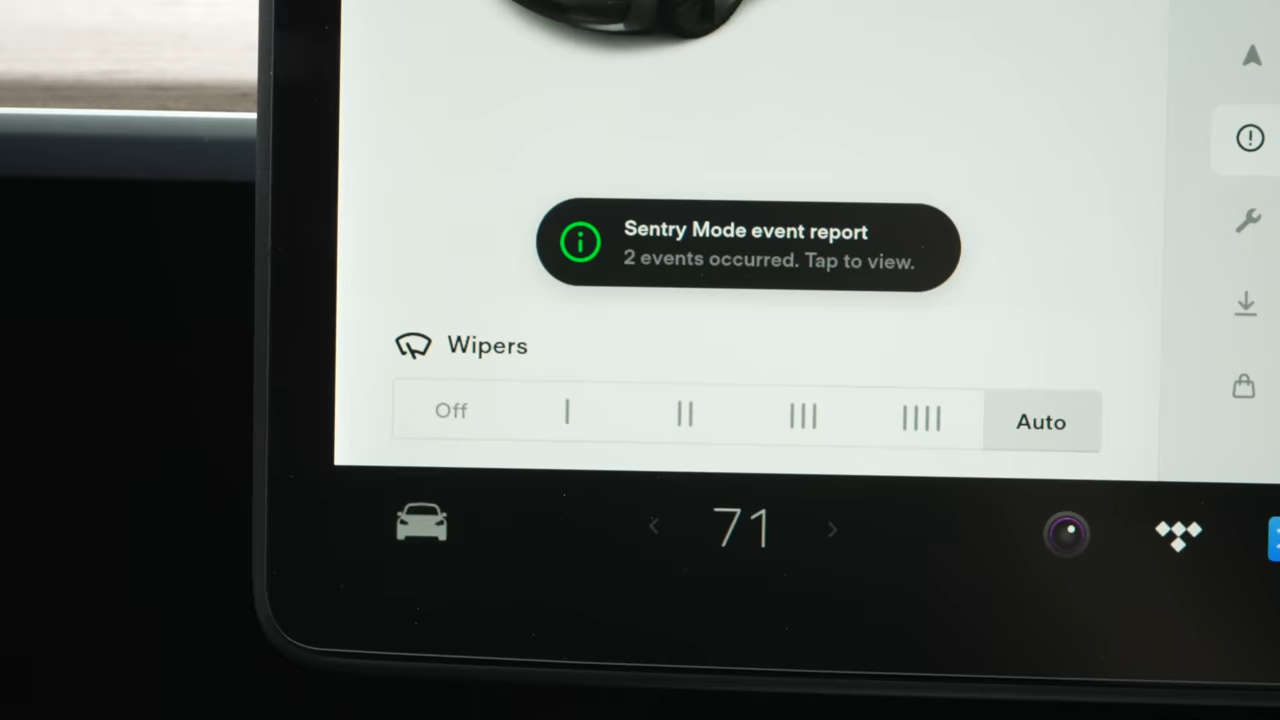 Sentry Mode event report
2 events occurred. Tap to view.
Wipers
Off | || ||| |||| Auto
71